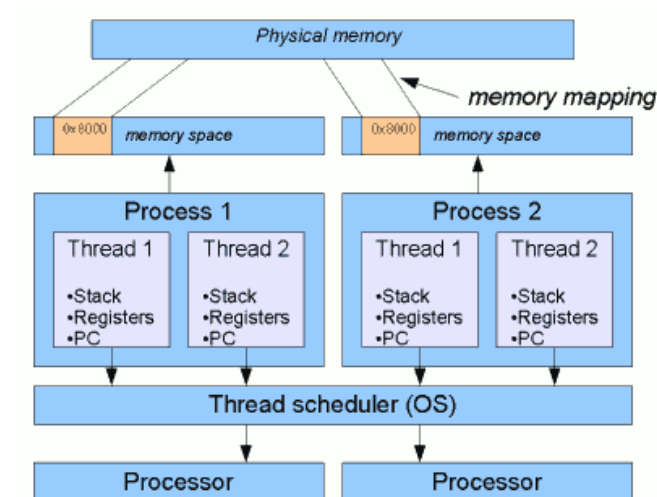 Physical memory
memory mapping
0x8000 memory space
0x8000 memory space
Process 1
Thread 1
•Stack
•Registers
•PC
Thread 2
•Stack
•Registers
•PC
Process 2
Thread 1
•Stack
•Registers
•PC
Thread 2
•Stack
•Registers
•PC
Thread scheduler (OS)
Processor
Processor